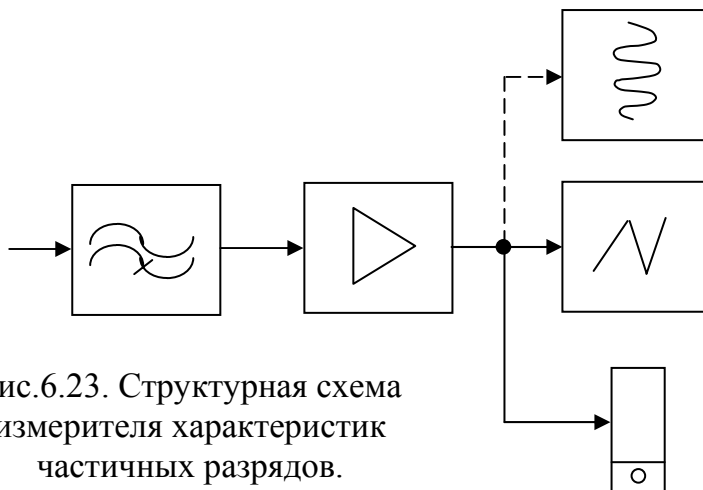 ис.6.23. Структурная схема
измерителя характеристик
частичных разрядов.